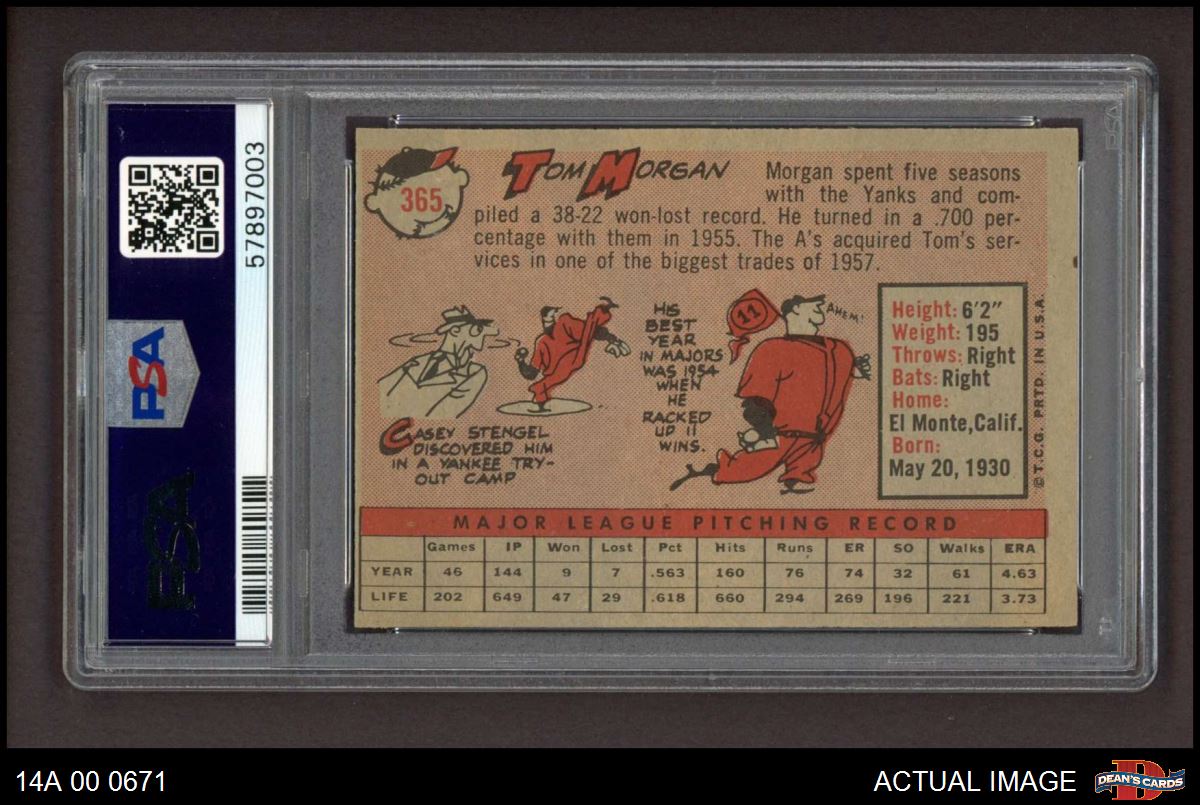 57897003
PSA
PSA
365
TOM MORGAN
Morgan spent five seasons
with the Yanks and com-
piled a 38-22 won-lost record. He turned in a .700 per-
centage with them in 1955. The A's acquired Tom's ser-
vices in one of the biggest trades of 1957.
CASEY STENGEL
DISCOVERED HIM
IN A YANKEE TRY-
OUT CAMP
HIS
BEST
YEAR
IN MAJORS
WAS 1954
WHEN
HE
RACKED
UP 11
WINS.
11
AHEM!
Height: 6'2"
Weight: 195
Throws: Right
Bats: Right
Home:
El Monte, Calif.
Born:
May 20, 1930
© T.C.G. PRTD. IN U.S.A.
MAJOR LEAGUE PITCHING RECORD
Games IP Won Lost Pct Hits Runs ER SO Walks ERA
YEAR 46 144 9 7 .563 160 76 74 32 61 4.63
LIFE 202 649 47 29 .618 660 294 269 196 221 3.73
14A 00 0671
ACTUAL IMAGE
DEAN'S CARDS